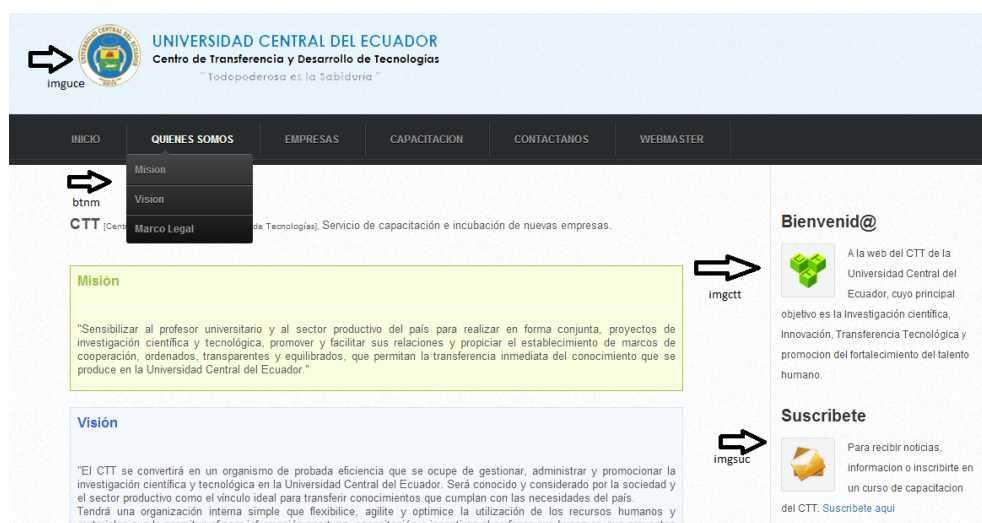 UNIVERSIDAD CENTRAL DEL ECUADOR
Centro de Transferencia y Desarrollo de Tecnologías
" Todopoderosa es la Sabiduria "
imguce
INICIO QUIENES SOMOS EMPRESAS CAPACITACION CONTACTANOS WEBMASTER
Mision
Vision
Marco Legal
btnm
CTT [Cent de Tecnologías], Servicio de capacitación e incubación de nuevas empresas.
Misión
"Sensibilizar al profesor universitario y al sector productivo del país para realizar en forma conjunta, proyectos de
investigación científica y tecnológica, promover y facilitar sus relaciones y propiciar el establecimiento de marcos de
cooperación, ordenados, transparentes y equilibrados, que permitan la transferencia inmediata del conocimiento que se
produce en la Universidad Central del Ecuador."
Visión
"El CTT se convertirá en un organismo de probada eficiencia que se ocupe de gestionar, administrar y promocionar la
investigación científica y tecnológica en la Universidad Central del Ecuador. Será conocido y considerado por la sociedad y
el sector productivo como el vínculo ideal para transferir conocimientos que cumplan con las necesidades del país.
Tendrá una organización interna simple que flexibilice, agilite y optimice la utilización de los recursos humanos y
imgctt
Bienvenid@
A la web del CTT de la
Universidad Central del
Ecuador, cuyo principal
objetivo es la Investigación científica,
Innovación, Transferencia Tecnológica y
promocion del fortalecimiento del talento
humano.
imgsuc
Suscribete
Para recibir noticias,
informacion o inscribirte en
un curso de capacitacion
del CTT. Suscribete aqui